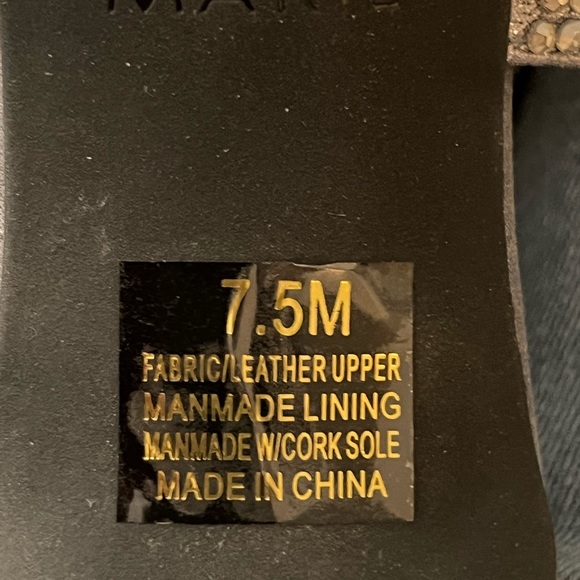 7.5M
FABRIC/LEATHER UPPER
MANMADE LINING
MANMADE W/CORK SOLE
MADE IN CHINA